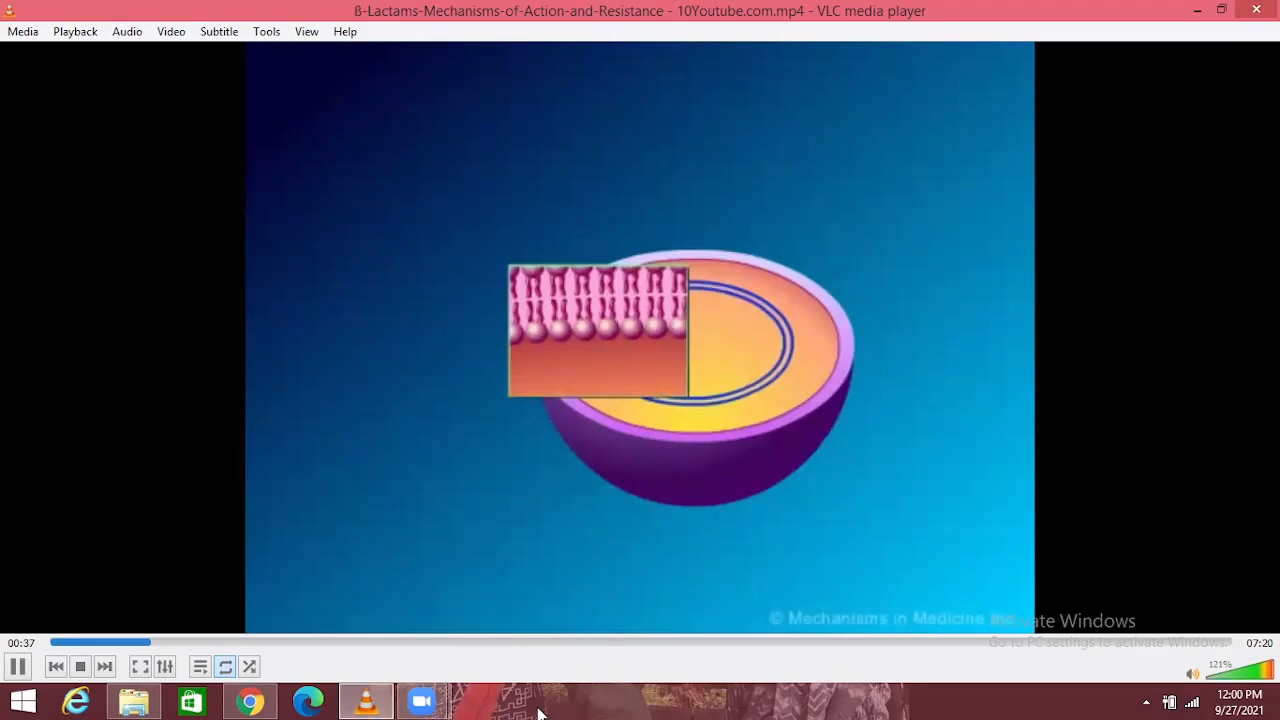 ß-Lactams-Mechanisms-of-Action-and-Resistance - 10Youtube.com.mp4 - VLC media player
Media Playback Audio Video Subtitle Tools View Help
© Mechanisms in Medicine
Activate Windows
Go to PC settings to activate Windows.
00:37 07:20
121%
12:00 PM
9/27/2021